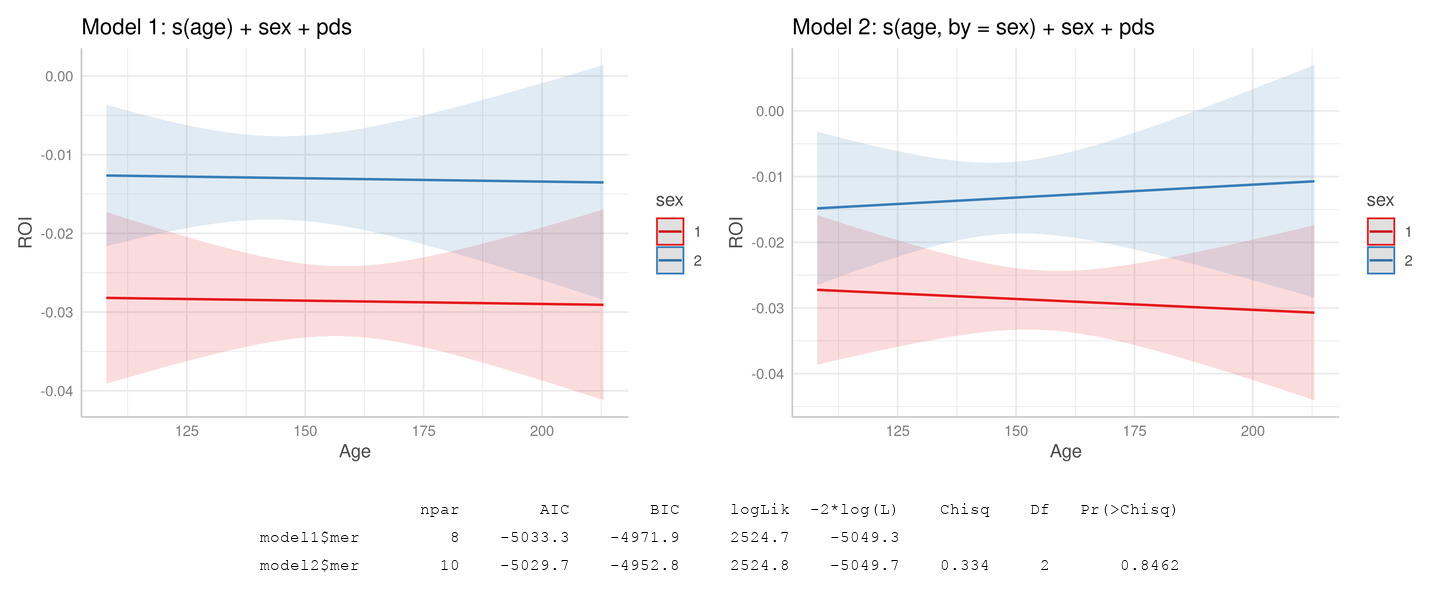 Model 1: s(age) + sex + pds
0.00
-0.01
-0.02
-0.03
-0.04
ROI
125 150 175 200
Age
sex
1
2
Model 2: s(age, by = sex) + sex + pds
0.00
-0.01
-0.02
-0.03
-0.04
ROI
125 150 175 200
Age
sex
1
2
npar AIC BIC logLik -2*log(L) Chisq Df Pr(>Chisq)
model1$mer 8 -5033.3 -4971.9 2524.7 -5049.3
model2$mer 10 -5029.7 -4952.8 2524.8 -5049.7 0.334 2 0.8462